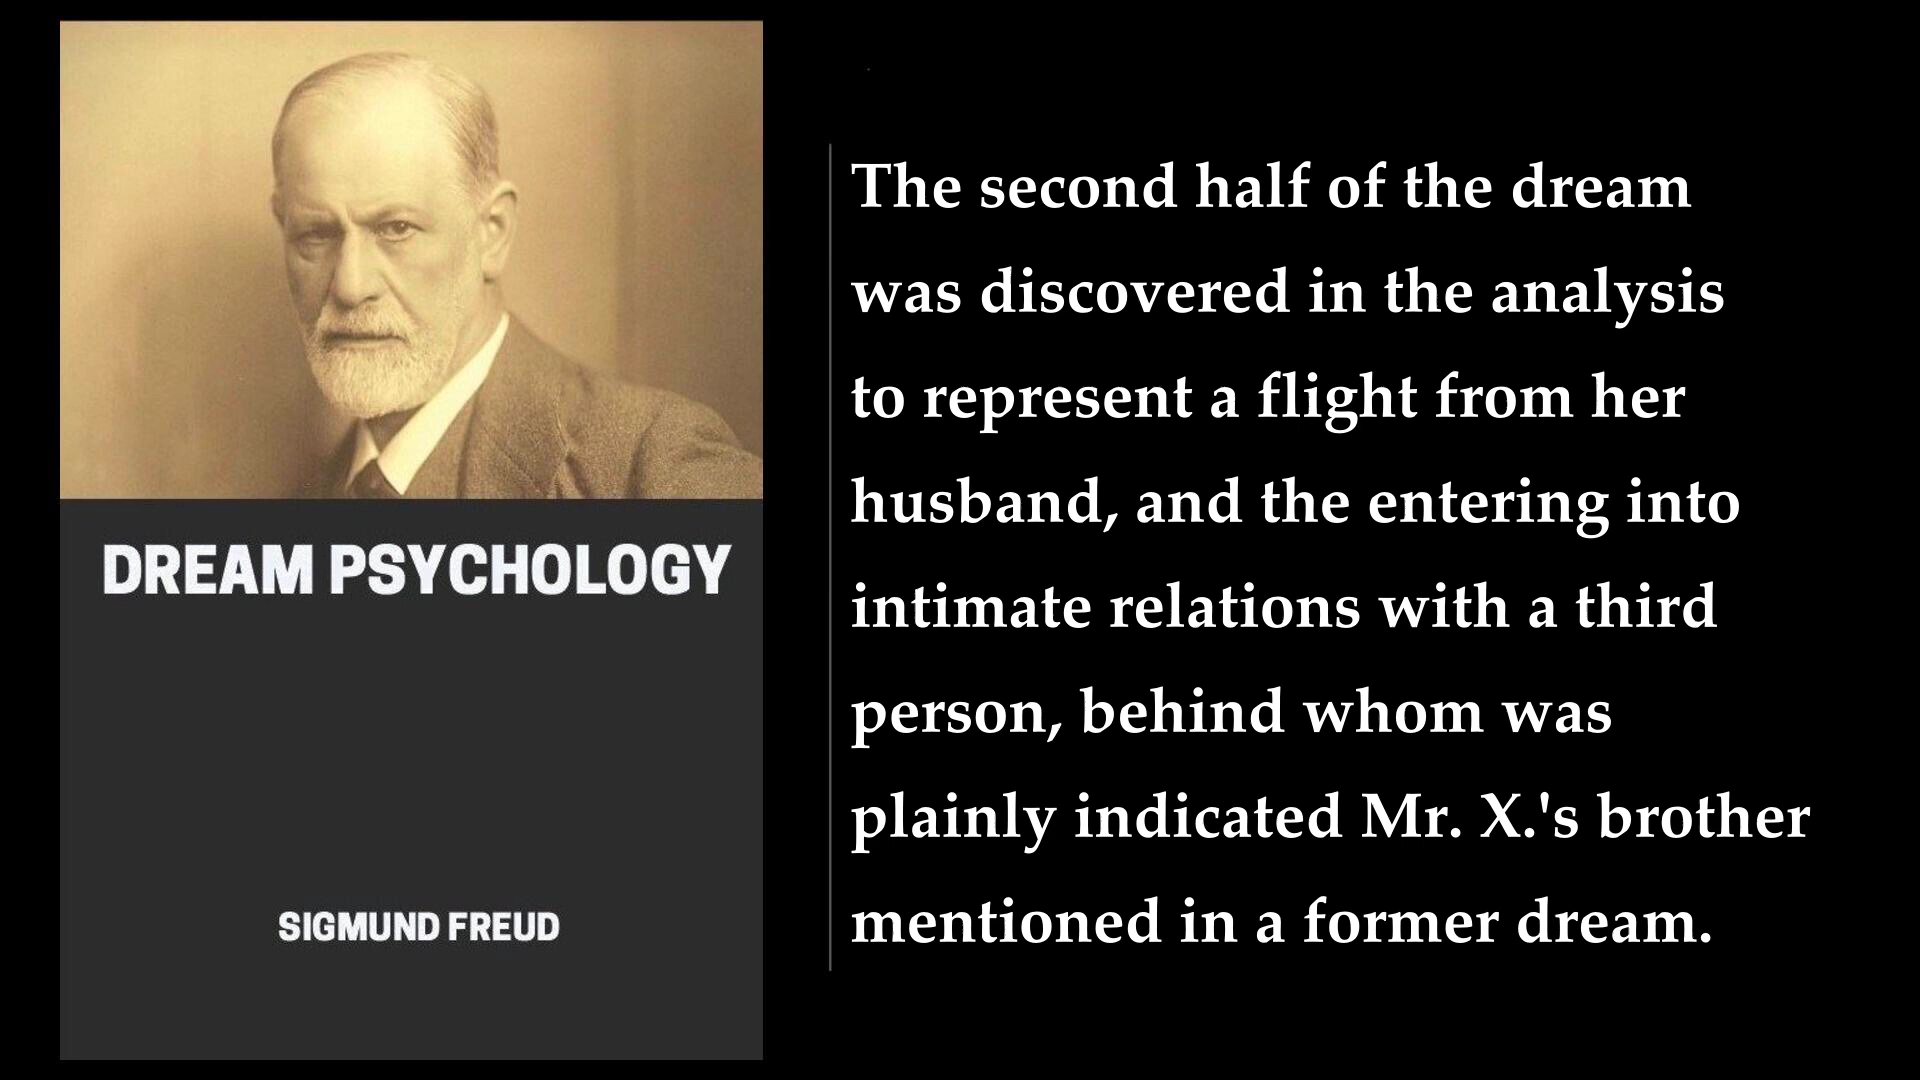 DREAM PSYCHOLOGY
SIGMUND FREUD
The second half of the dream
was discovered in the analysis
to represent a flight from her
husband, and the entering into
intimate relations with a third
person, behind whom was
plainly indicated Mr. X.'s brother
mentioned in a former dream.